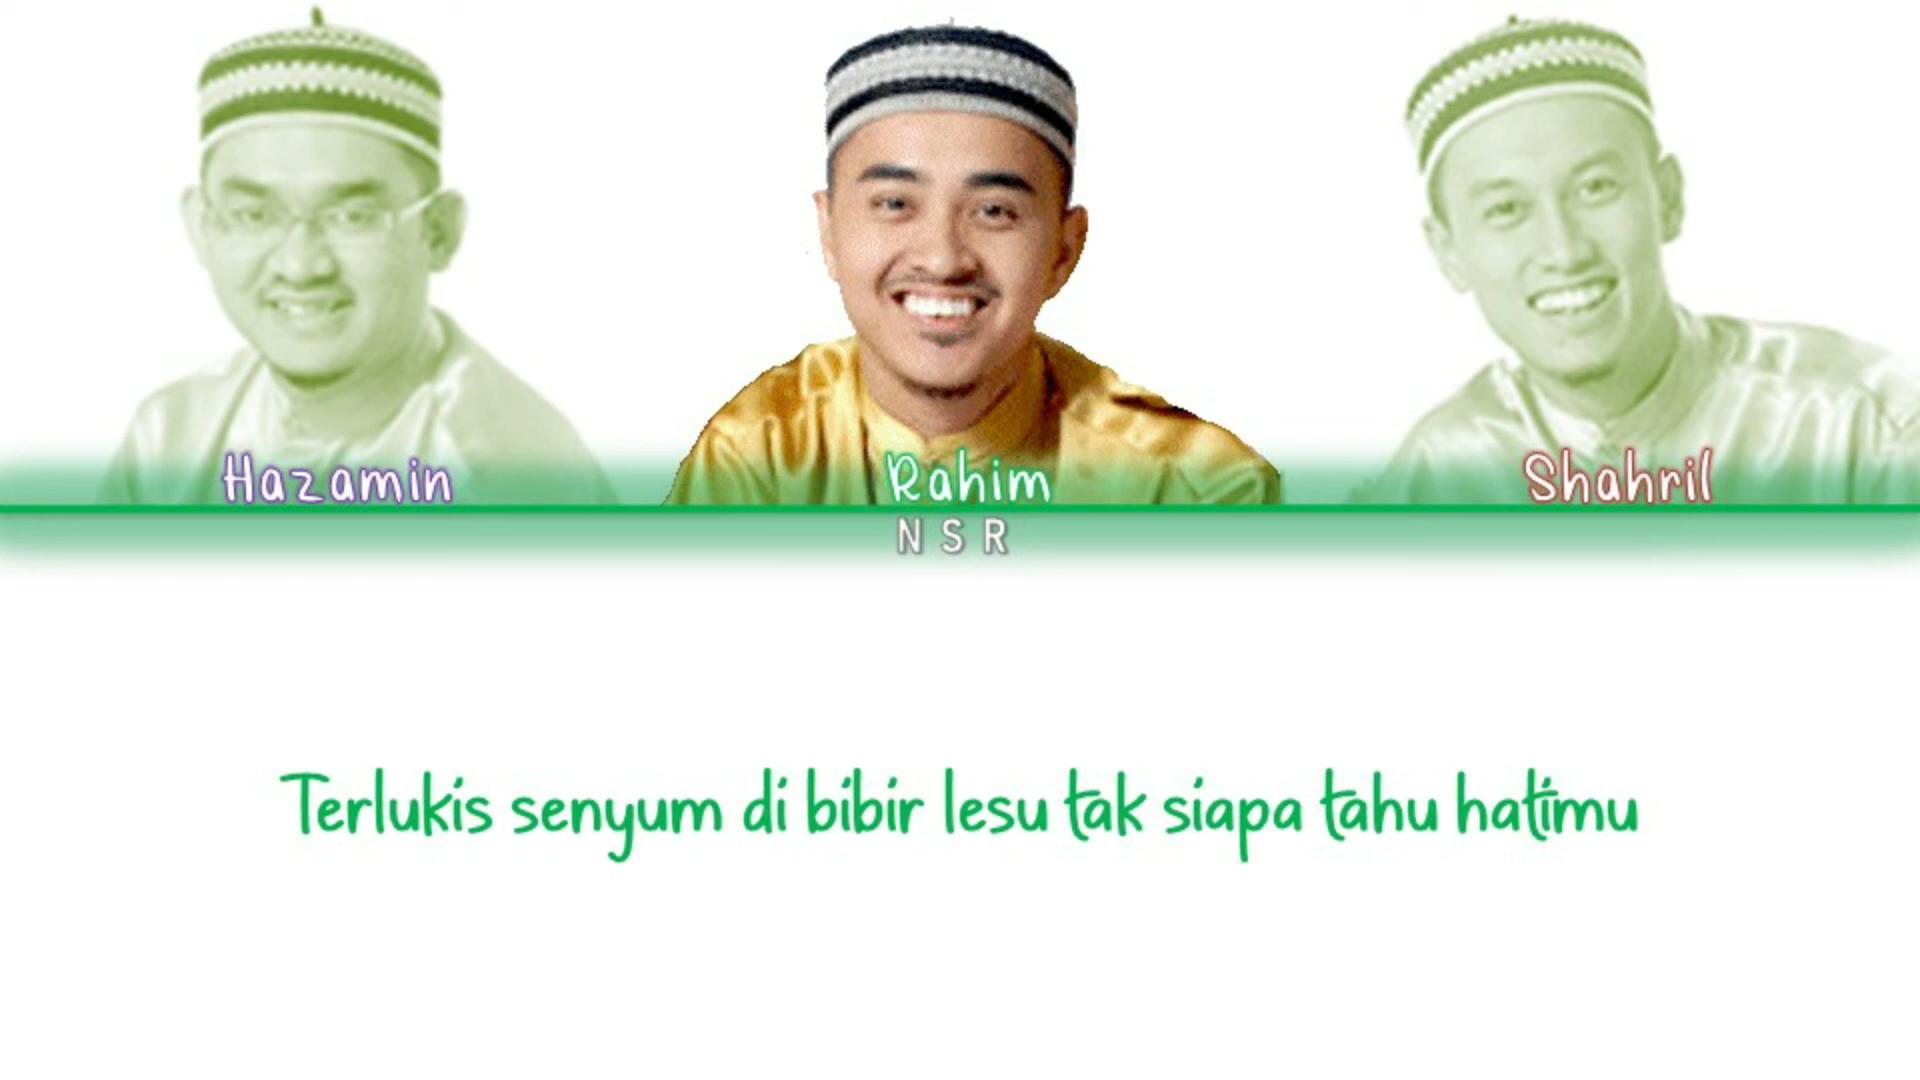 Hazamin Rahim Shahril
N S R
Terlukis senyum di bibir lesu tak siapa tahu hatimu